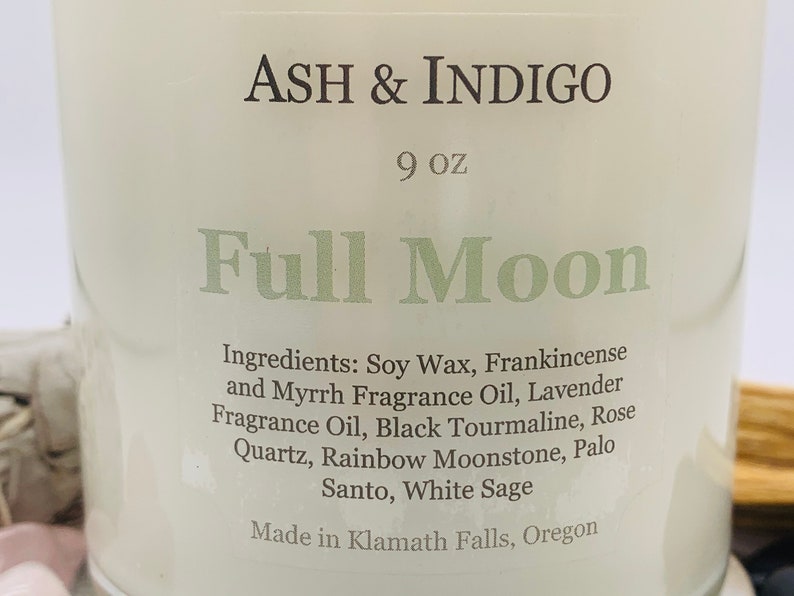 ASH & INDIGO
9 oz
Full Moon
Ingredients: Soy Wax, Frankincense
and Myrrh Fragrance Oil, Lavender
Fragrance Oil, Black Tourmaline, Rose
Quartz, Rainbow Moonstone, Palo
Santo, White Sage
Made in Klamath Falls, Oregon